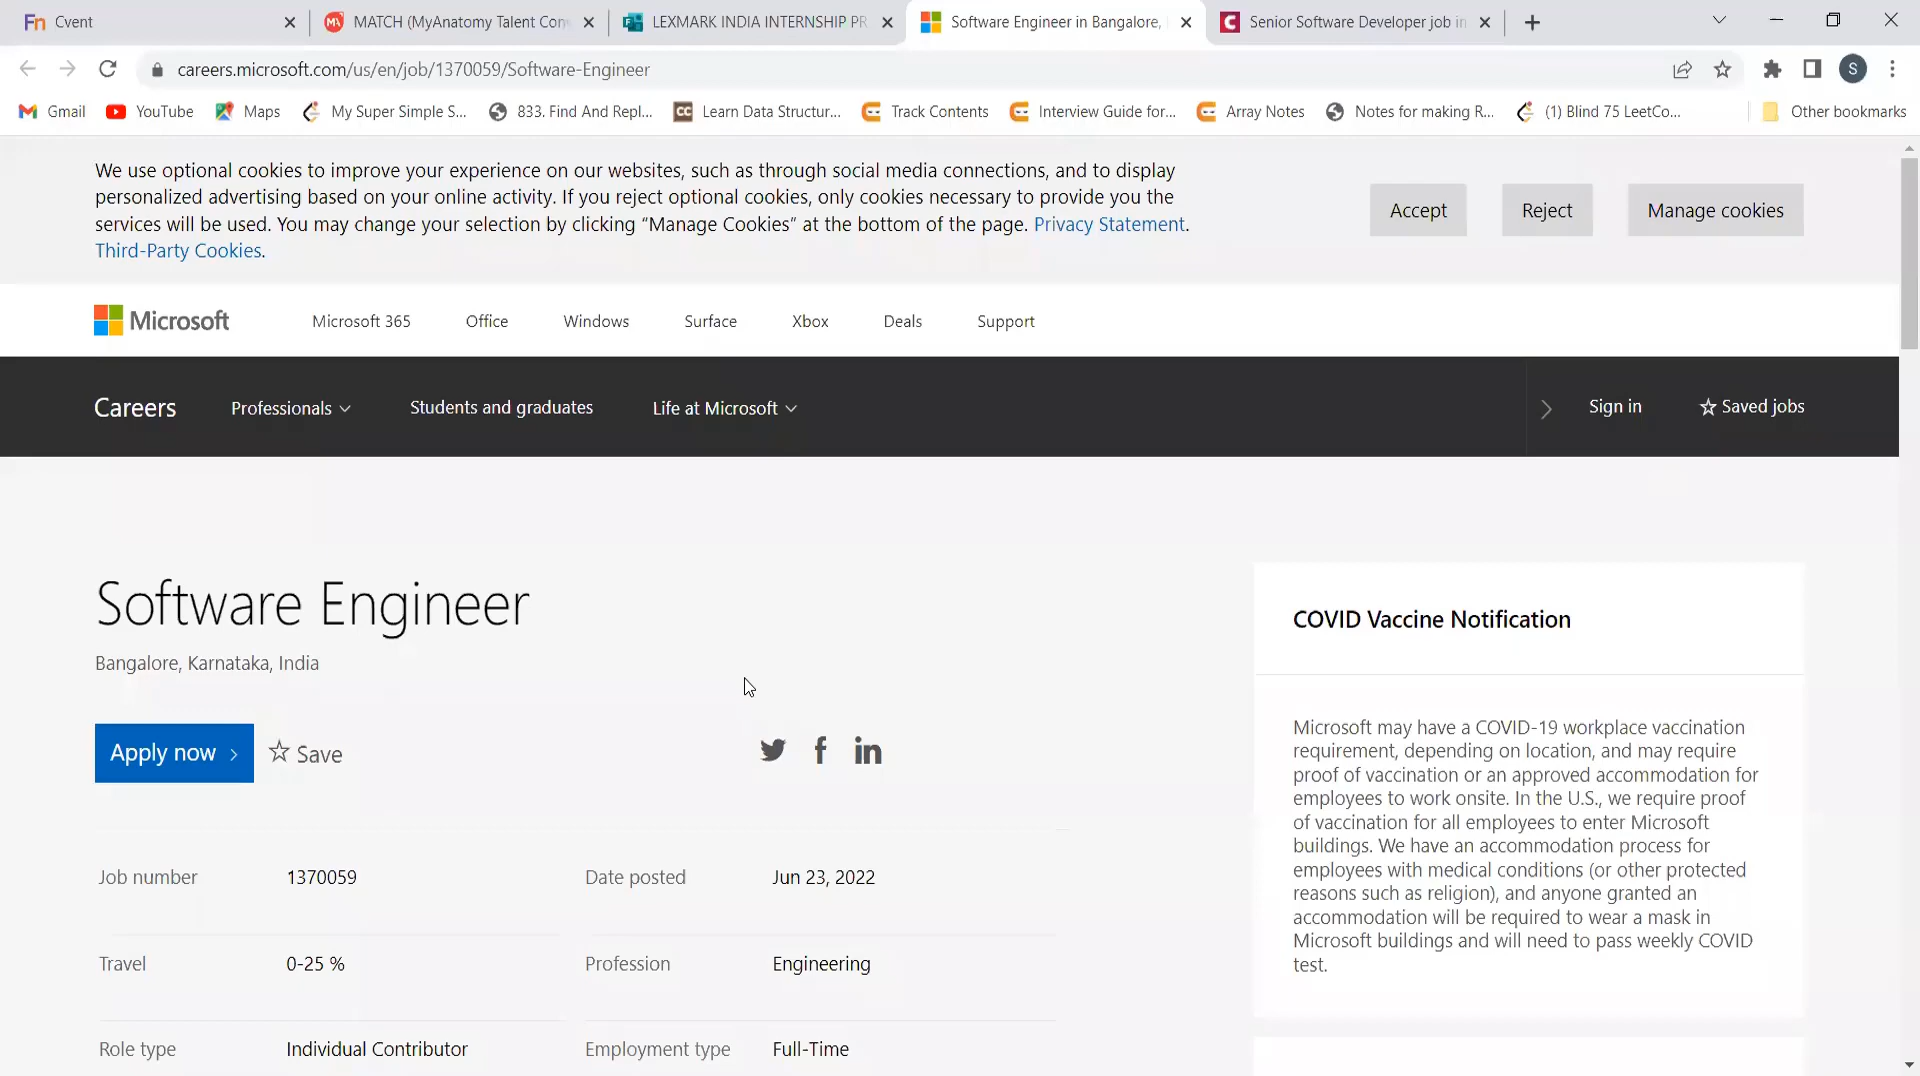 Cvent
MATCH (MyAnatomy Talent Con
LEXMARK INDIA INTERNSHIP PR
Software Engineer in Bangalore,
Senior Software Developer job in
careers.microsoft.com/us/en/job/1370059/Software-Engineer
S
Gmail
YouTube
Maps
My Super Simple S...
833. Find And Repl...
CC
Learn Data Structur...
Track Contents
Interview Guide for...
Array Notes
Notes for making R...
(1) Blind 75 LeetCo...
Other bookmarks
We use optional cookies to improve your experience on our websites, such as through social media connections, and to display
personalized advertising based on your online activity. If you reject optional cookies, only cookies necessary to provide you the
services will be used. You may change your selection by clicking “Manage Cookies” at the bottom of the page. Privacy Statement.
Third-Party Cookies.
Accept
Reject
Manage cookies
Microsoft
Microsoft 365
Office
Windows
Surface
Xbox
Deals
Support
Careers
Professionals
Students and graduates
Life at Microsoft
Sign in
Saved jobs
Software Engineer
Bangalore, Karnataka, India
Apply now
Save
Job number
1370059
Date posted
Jun 23, 2022
Travel
0-25 %
Profession
Engineering
Role type
Individual Contributor
Employment type
Full-Time
COVID Vaccine Notification
Microsoft may have a COVID-19 workplace vaccination
requirement, depending on location, and may require
proof of vaccination or an approved accommodation for
employees to work onsite. In the U.S., we require proof
of vaccination for all employees to enter Microsoft
buildings. We have an accommodation process for
employees with medical conditions (or other protected
reasons such as religion), and anyone granted an
accommodation will be required to wear a mask in
Microsoft buildings and will need to pass weekly COVID
test.